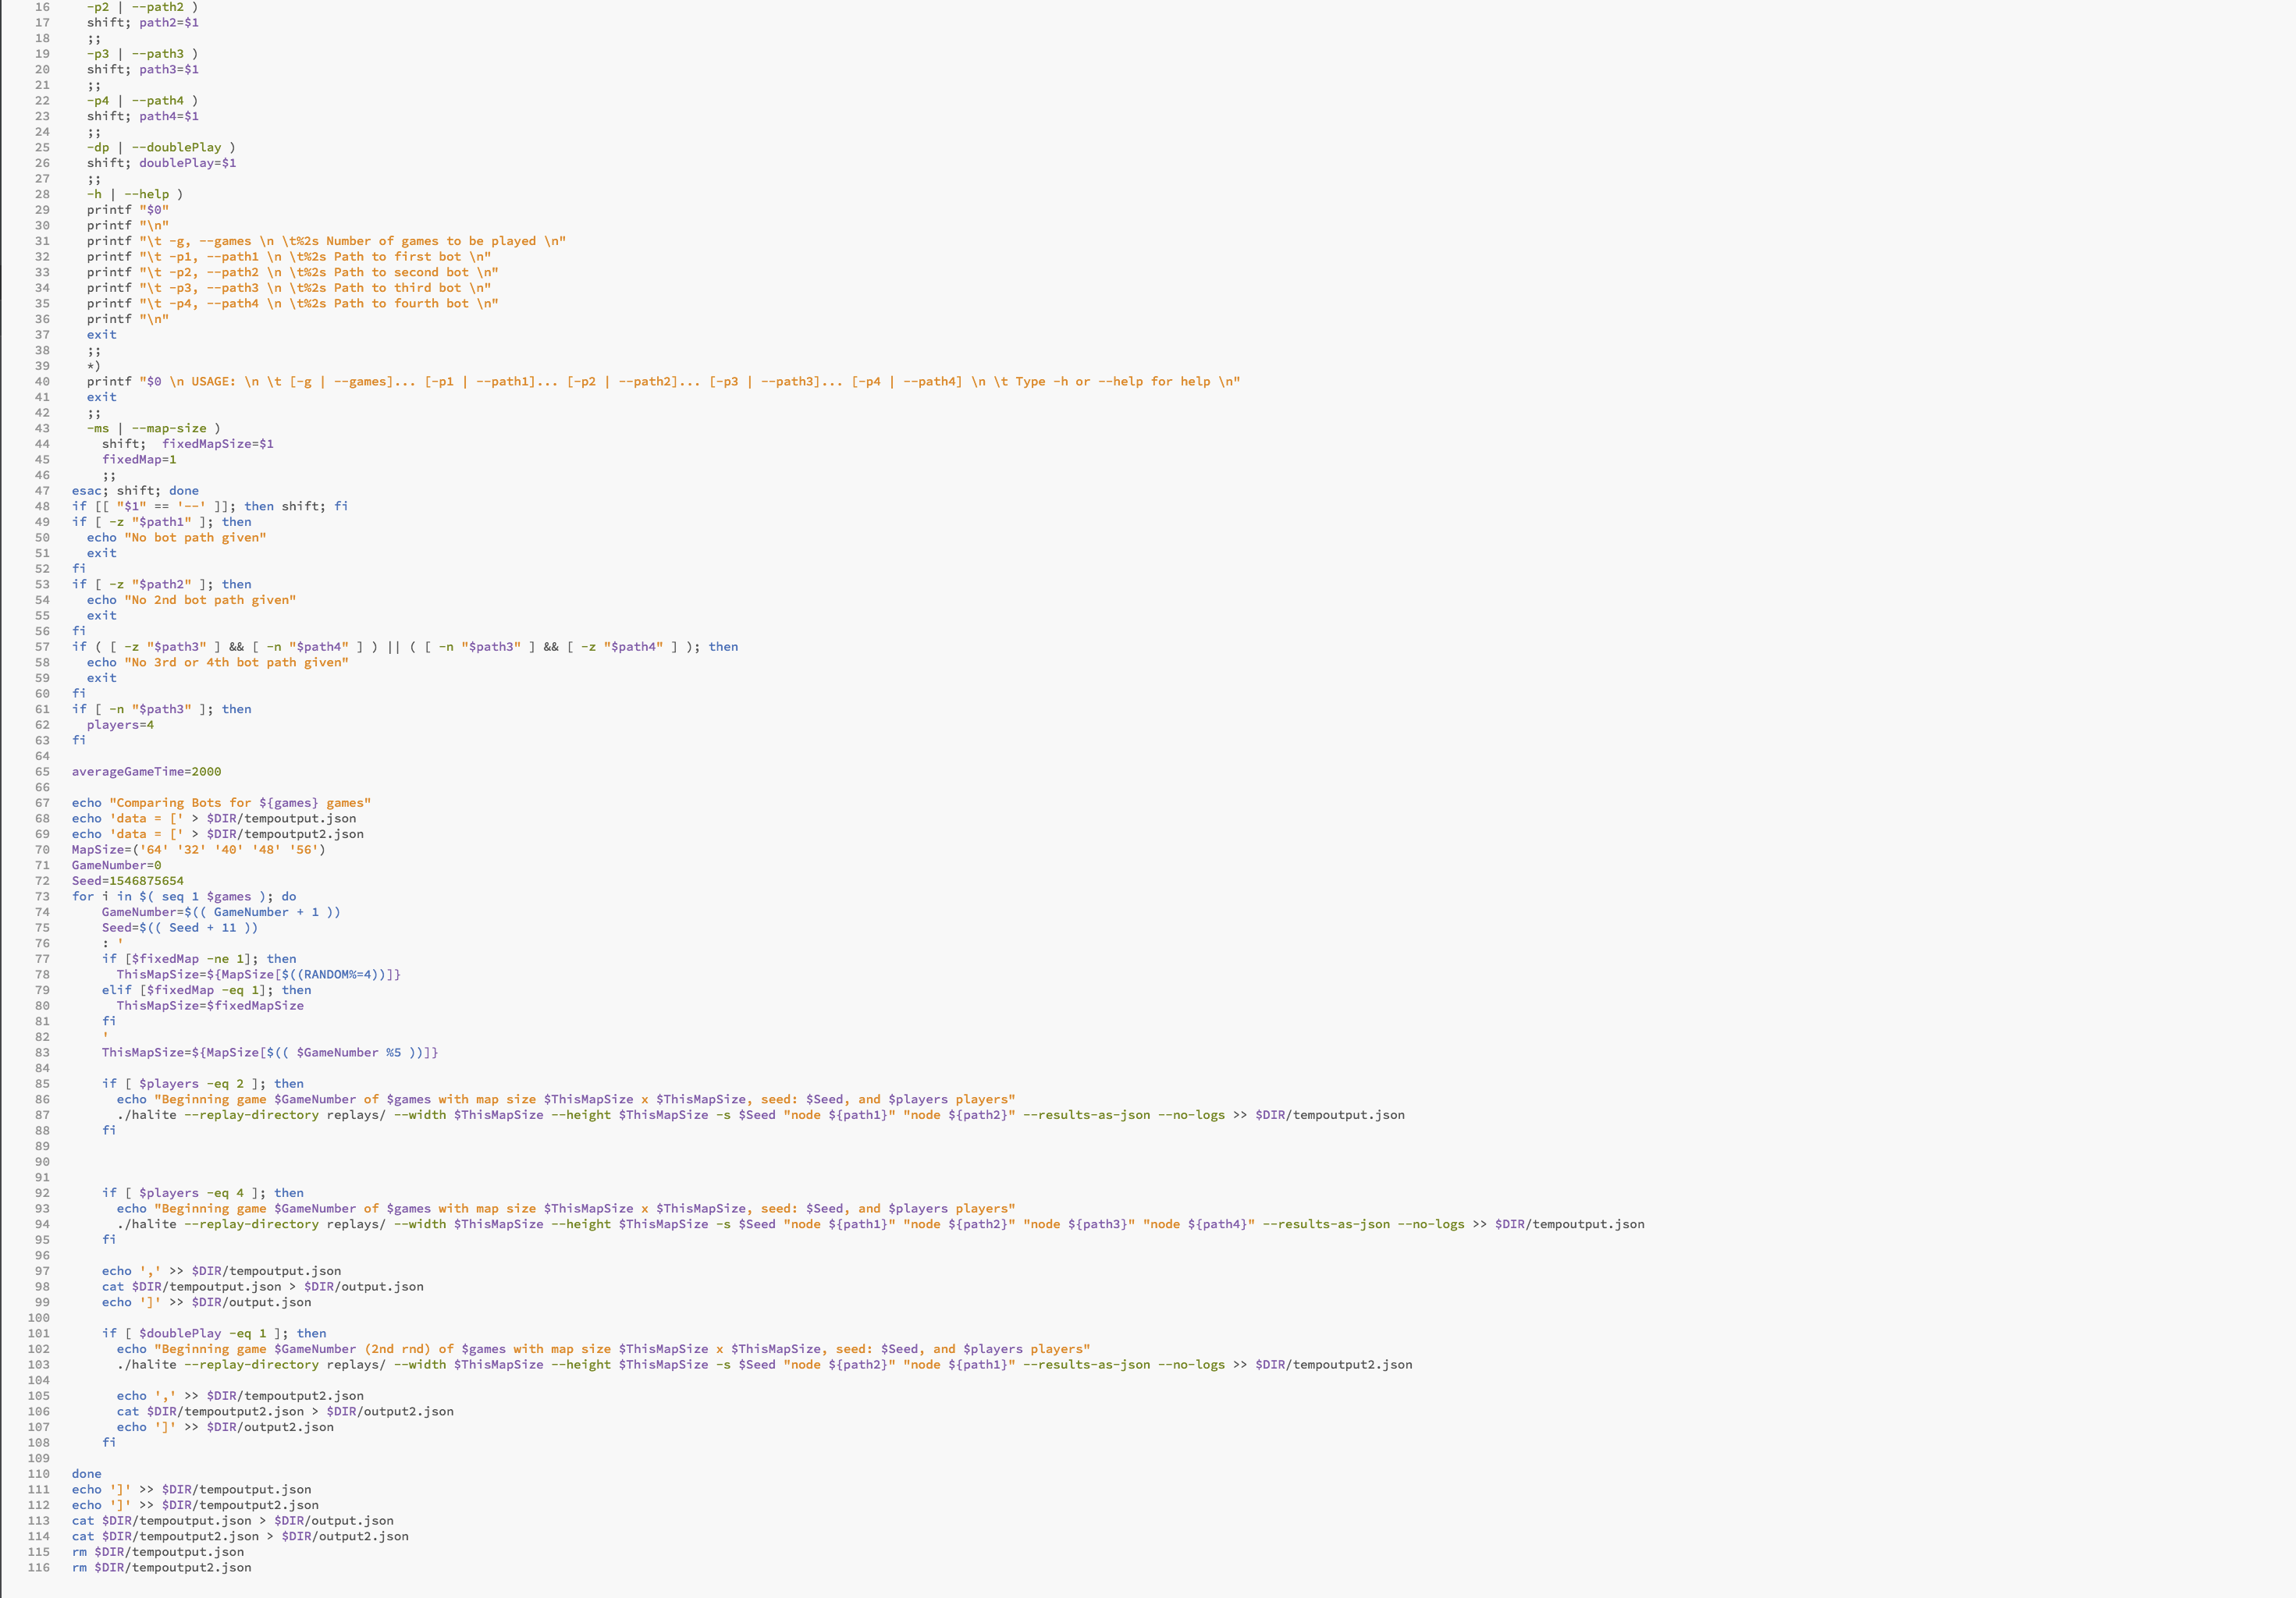 16 -p2 | --path2 )
17 shift; path2=$1
18 ;;
19 -p3 | --path3 )
20 shift; path3=$1
21 ;;
22 -p4 | --path4 )
23 shift; path4=$1
24 ;;
25 -dp | --doublePlay )
26 shift; doublePlay=$1
27 ;;
28 -h | --help )
29 printf "$0"
30 printf "\n"
31 printf "\t -g, --games \n \t%2s Number of games to be played \n"
32 printf "\t -p1, --path1 \n \t%2s Path to first bot \n"
33 printf "\t -p2, --path2 \n \t%2s Path to second bot \n"
34 printf "\t -p3, --path3 \n \t%2s Path to third bot \n"
35 printf "\t -p4, --path4 \n \t%2s Path to fourth bot \n"
36 printf "\n"
37 exit
38 ;;
39 *)
40 printf "$0 \n USAGE: \n \t [-g | --games]... [-p1 | --path1]... [-p2 | --path2]... [-p3 | --path3]... [-p4 | --path4] \n \t Type -h or --help for help \n"
41 exit
42 ;;
43 -ms | --map-size )
44 shift;  fixedMapSize=$1
45 fixedMap=1
46 ;;
47 esac; shift; done
48 if [[ "$1" == '--' ]]; then shift; fi
49 if [ -z "$path1" ]; then
50 echo "No bot path given"
51 exit
52 fi
53 if [ -z "$path2" ]; then
54 echo "No 2nd bot path given"
55 exit
56 fi
57 if ( [ -z "$path3" ] && [ -n "$path4" ] ) || ( [ -n "$path3" ] && [ -z "$path4" ] ); then
58 echo "No 3rd or 4th bot path given"
59 exit
60 fi
61 if [ -n "$path3" ]; then
62 players=4
63 fi
64
65 averageGameTime=2000
66
67 echo "Comparing Bots for ${games} games"
68 echo 'data = [' > $DIR/tempoutput.json
69 echo 'data = [' > $DIR/tempoutput2.json
70 MapSize=('64' '32' '40' '48' '56')
71 GameNumber=0
72 Seed=1546875654
73 for i in $( seq 1 $games ); do
74 GameNumber=$(( GameNumber + 1 ))
75 Seed=$(( Seed + 11 ))
76 : '
77 if [$fixedMap -ne 1]; then
78 ThisMapSize=${MapSize[$((RANDOM%=4))]}
79 elif [$fixedMap -eq 1]; then
80 ThisMapSize=$fixedMapSize
81 fi
82 '
83 ThisMapSize=${MapSize[$(( $GameNumber %5 ))]}
84
85 if [ $players -eq 2 ]; then
86 echo "Beginning game $GameNumber of $games with map size $ThisMapSize x $ThisMapSize, seed: $Seed, and $players players"
87 ./halite --replay-directory replays/ --width $ThisMapSize --height $ThisMapSize -s $Seed "node ${path1}" "node ${path2}" --results-as-json --no-logs >> $DIR/tempoutput.json
88 fi
89
90
91
92 if [ $players -eq 4 ]; then
93 echo "Beginning game $GameNumber of $games with map size $ThisMapSize x $ThisMapSize, seed: $Seed, and $players players"
94 ./halite --replay-directory replays/ --width $ThisMapSize --height $ThisMapSize -s $Seed "node ${path1}" "node ${path2}" "node ${path3}" "node ${path4}" --results-as-json --no-logs >> $DIR/tempoutput.json
95 fi
96
97 echo ',' >> $DIR/tempoutput.json
98 cat $DIR/tempoutput.json > $DIR/output.json
99 echo ']' >> $DIR/output.json
100
101 if [ $doublePlay -eq 1 ]; then
102 echo "Beginning game $GameNumber (2nd rnd) of $games with map size $ThisMapSize x $ThisMapSize, seed: $Seed, and $players players"
103 ./halite --replay-directory replays/ --width $ThisMapSize --height $ThisMapSize -s $Seed "node ${path2}" "node ${path1}" --results-as-json --no-logs >> $DIR/tempoutput2.json
104
105 echo ',' >> $DIR/tempoutput2.json
106 cat $DIR/tempoutput2.json > $DIR/output2.json
107 echo ']' >> $DIR/output2.json
108 fi
109
110 done
111 echo ']' >> $DIR/tempoutput.json
112 echo ']' >> $DIR/tempoutput2.json
113 cat $DIR/tempoutput.json > $DIR/output.json
114 cat $DIR/tempoutput2.json > $DIR/output2.json
115 rm $DIR/tempoutput.json
116 rm $DIR/tempoutput2.json